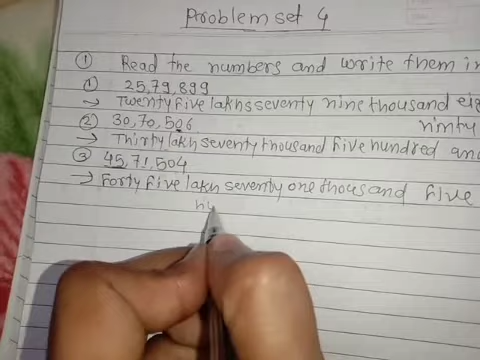 Problem set 4
① Read the numbers and write them in
① 25,79,899
→ Twenty five lakhs seventy nine thousand
ninty
② 30,70,506
→ Thirty lakh seventy thousand five hundred and
③ 45,71,504
→ Forty five lakh seventy one thousand five